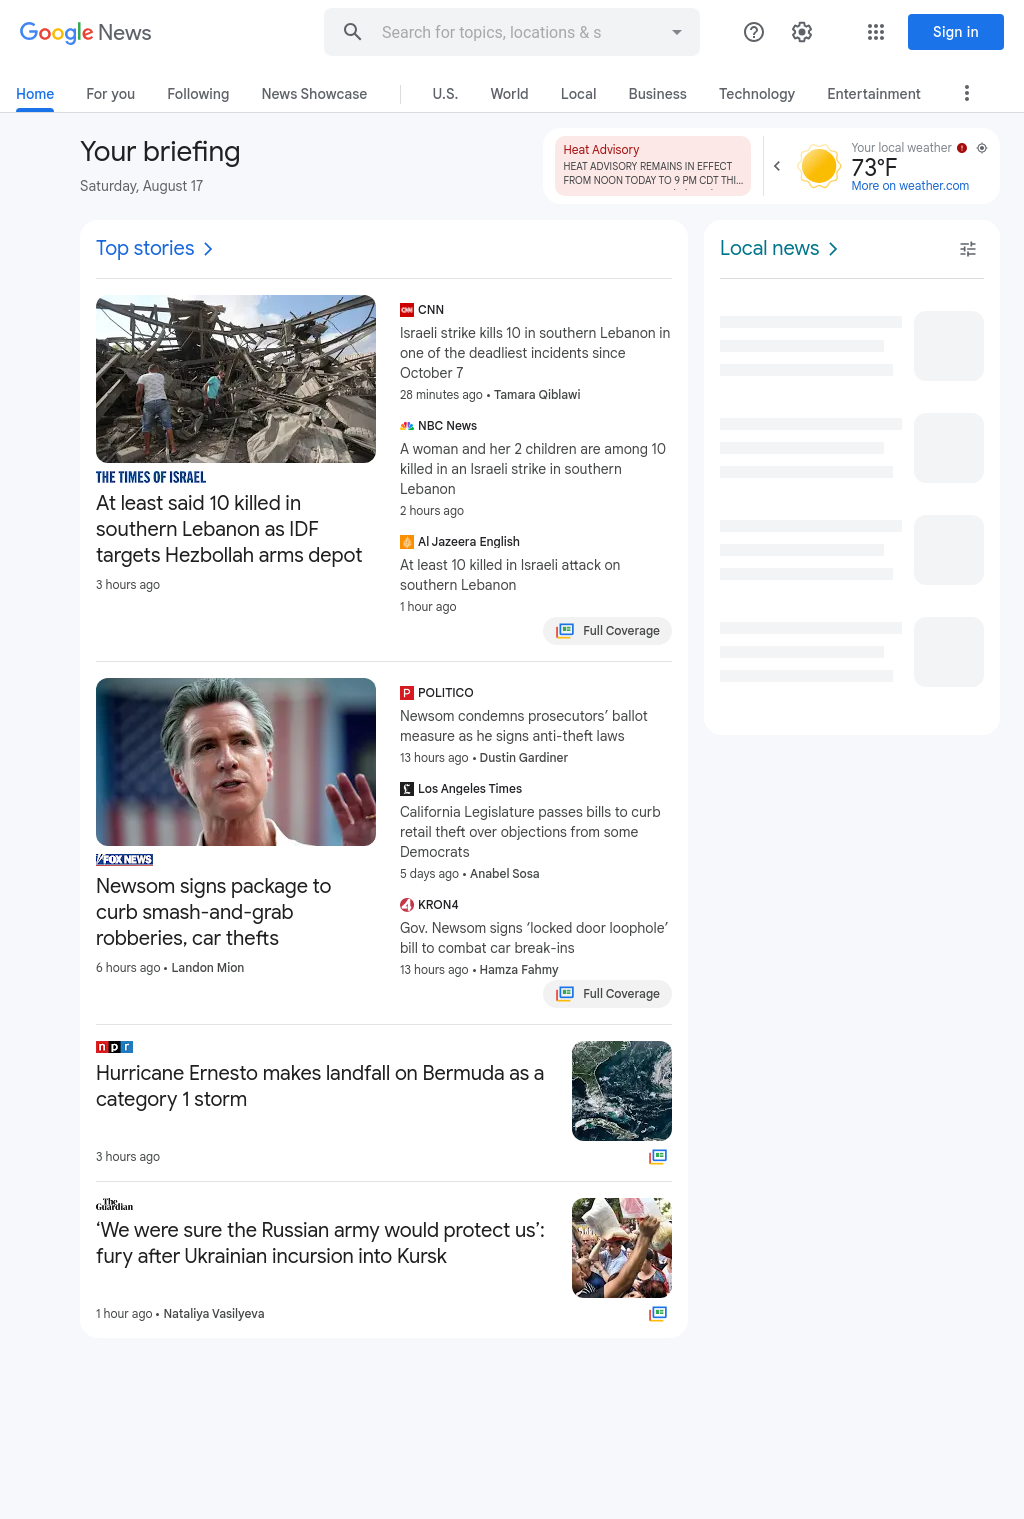 Google News
Search for topics, locations & s
Sign in
Home
For you
Following
News Showcase
U.S.
World
Local
Business
Technology
Entertainment
Your briefing
Saturday, August 17
Heat Advisory
HEAT ADVISORY REMAINS IN EFFECT
FROM NOON TODAY TO 9 PM CDT THI...
Your local weather
73°F
More on weather.com
Top stories
THE TIMES OF ISRAEL
At least said 10 killed in
southern Lebanon as IDF
targets Hezbollah arms depot
3 hours ago
CNN
Israeli strike kills 10 in southern Lebanon in
one of the deadliest incidents since
October 7
28 minutes ago • Tamara Qiblawi
NBC News
A woman and her 2 children are among 10
killed in an Israeli strike in southern
Lebanon
2 hours ago
Al Jazeera English
At least 10 killed in Israeli attack on
southern Lebanon
1 hour ago
Full Coverage
FOX NEWS
Newsom signs package to
curb smash-and-grab
robberies, car thefts
6 hours ago • Landon Mion
P POLITICO
Newsom condemns prosecutors’ ballot
measure as he signs anti-theft laws
13 hours ago • Dustin Gardiner
Los Angeles Times
California Legislature passes bills to curb
retail theft over objections from some
Democrats
5 days ago • Anabel Sosa
4 KRON4
Gov. Newsom signs ‘locked door loophole’
bill to combat car break-ins
13 hours ago • Hamza Fahmy
Full Coverage
npr
Hurricane Ernesto makes landfall on Bermuda as a
category 1 storm
3 hours ago
The
Guardian
‘We were sure the Russian army would protect us’:
fury after Ukrainian incursion into Kursk
1 hour ago • Nataliya Vasilyeva
Local news